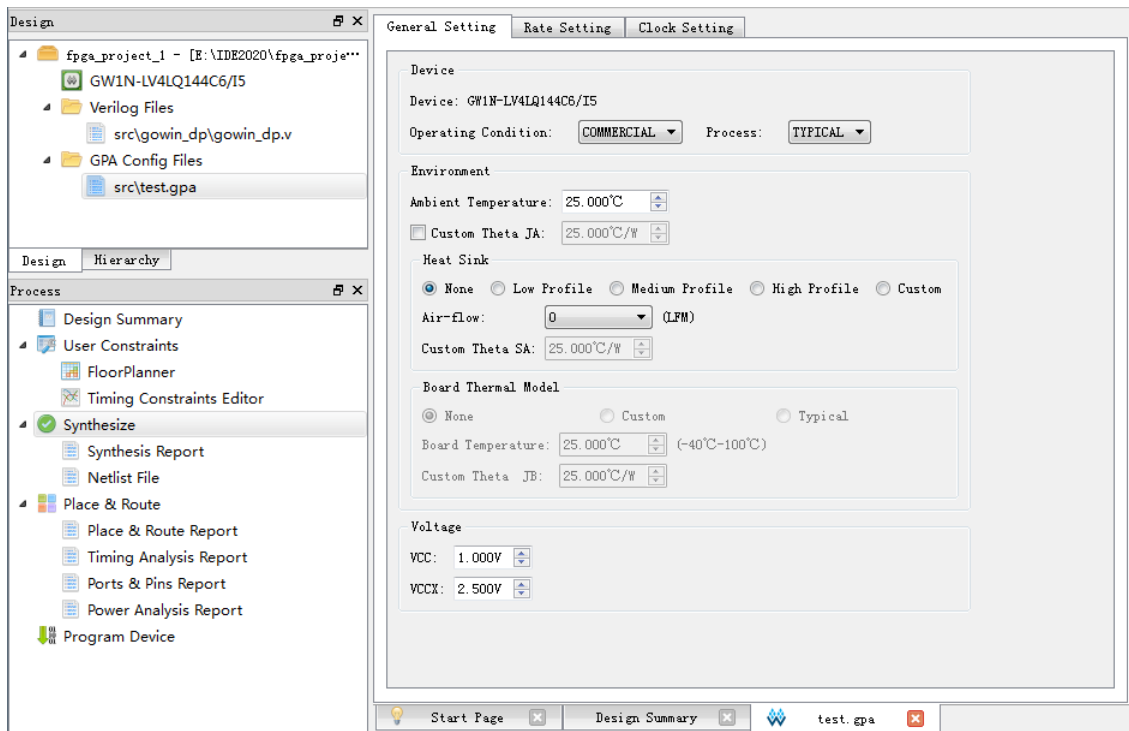 Design
fpga_project_1 - [E:\IDE2020\fpga_proje...
GW1N-LV4LQ144C6/I5
Verilog Files
src\gowin_dp\gowin_dp.v
GPA Config Files
src\test.gpa
Design Hierarchy
Process
Design Summary
User Constraints
FloorPlanner
Timing Constraints Editor
Synthesize
Synthesis Report
Netlist File
Place & Route
Place & Route Report
Timing Analysis Report
Ports & Pins Report
Power Analysis Report
Program Device
General Setting Rate Setting Clock Setting
Device
Device: GW1N-LV4LQ144C6/I5
Operating Condition: COMMERCIAL Process: TYPICAL
Environment
Ambient Temperature: 25.000℃
Custom Theta JA: 25.000℃/W
Heat Sink
None Low Profile Medium Profile High Profile Custom
Air-flow: 0 (LFM)
Custom Theta SA: 25.000℃/W
Board Thermal Model
None Custom Typical
Board Temperature: 25.000℃ (-40℃-100℃)
Custom Theta JB: 25.000℃/W
Voltage
VCC: 1.000V
VCCX: 2.500V
Start Page Design Summary test.gpa